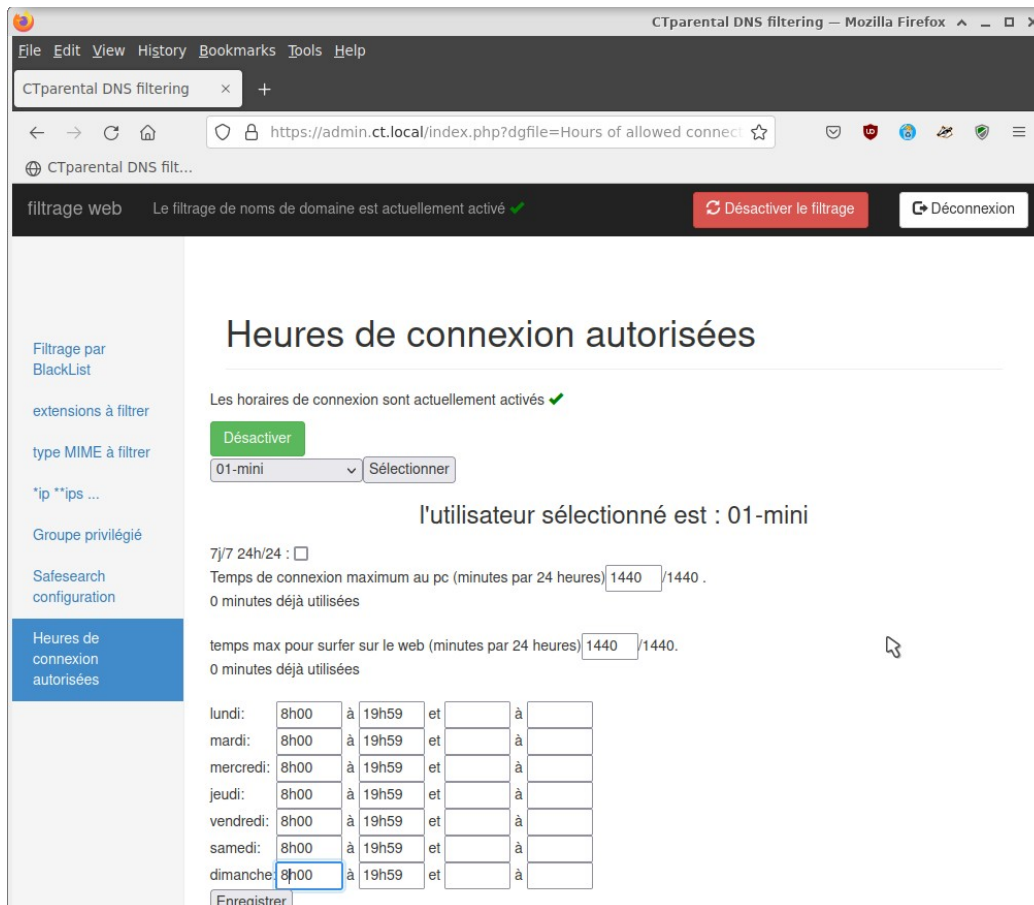 CTparental DNS filtering — Mozilla Firefox
File Edit View History Bookmarks Tools Help
CTparental DNS filtering
https://admin.ct.local/index.php?dgfile=Hours of allowed connect
CTparental DNS filt...
filtrage web Le filtrage de noms de domaine est actuellement activé ✔ Désactiver le filtrage Déconnexion
Filtrage par
BlackList
extensions à filtrer
type MIME à filtrer
*ip **ips ...
Groupe privilégié
Safesearch
configuration
Heures de
connexion
autorisées
Heures de connexion autorisées
Les horaires de connexion sont actuellement activés ✔
Désactiver
01-mini Sélectionner
l'utilisateur sélectionné est : 01-mini
7j/7 24h/24 :
Temps de connexion maximum au pc (minutes par 24 heures) 1440 /1440 .
0 minutes déjà utilisées
temps max pour surfer sur le web (minutes par 24 heures) 1440 /1440.
0 minutes déjà utilisées
lundi: 8h00 à 19h59 et à
mardi: 8h00 à 19h59 et à
mercredi: 8h00 à 19h59 et à
jeudi: 8h00 à 19h59 et à
vendredi: 8h00 à 19h59 et à
samedi: 8h00 à 19h59 et à
dimanche: 8h00 à 19h59 et à
Enregistrer